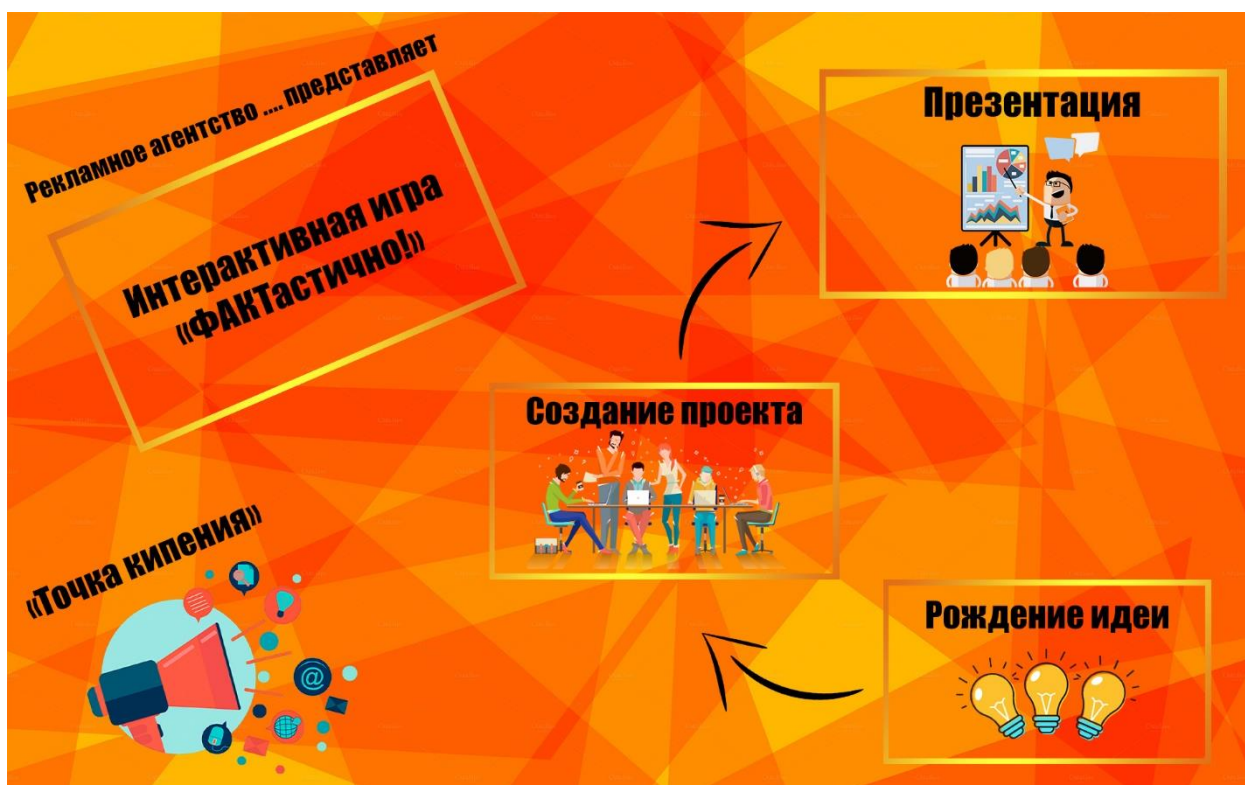 Рекламное агентство .... представляет
Интерактивная игра
«ФАКТастично!»
Презентация
Создание проекта
«Точка кипения»
@
Рождение идеи